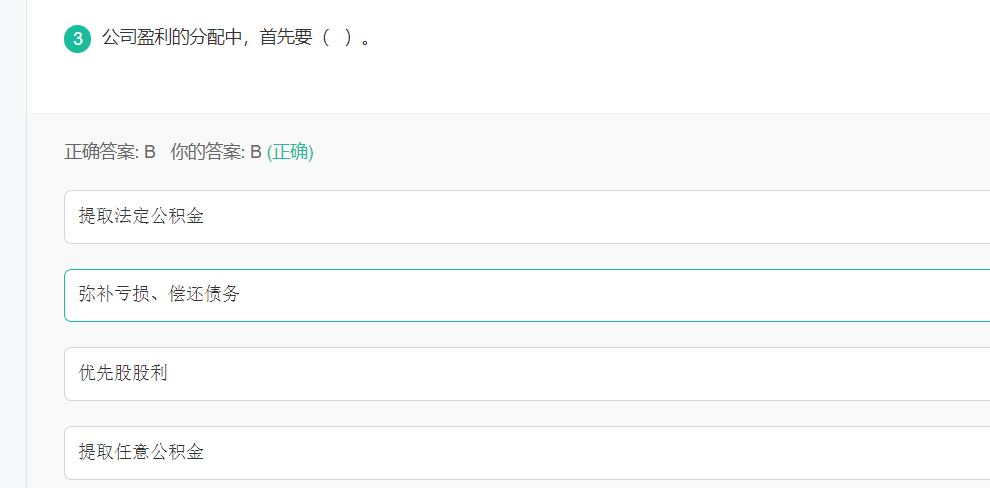 3 公司盈利的分配中，首先要（ ）。
正确答案: B 你的答案: B (正确)
提取法定公积金
弥补亏损、偿还债务
优先股股利
提取任意公积金